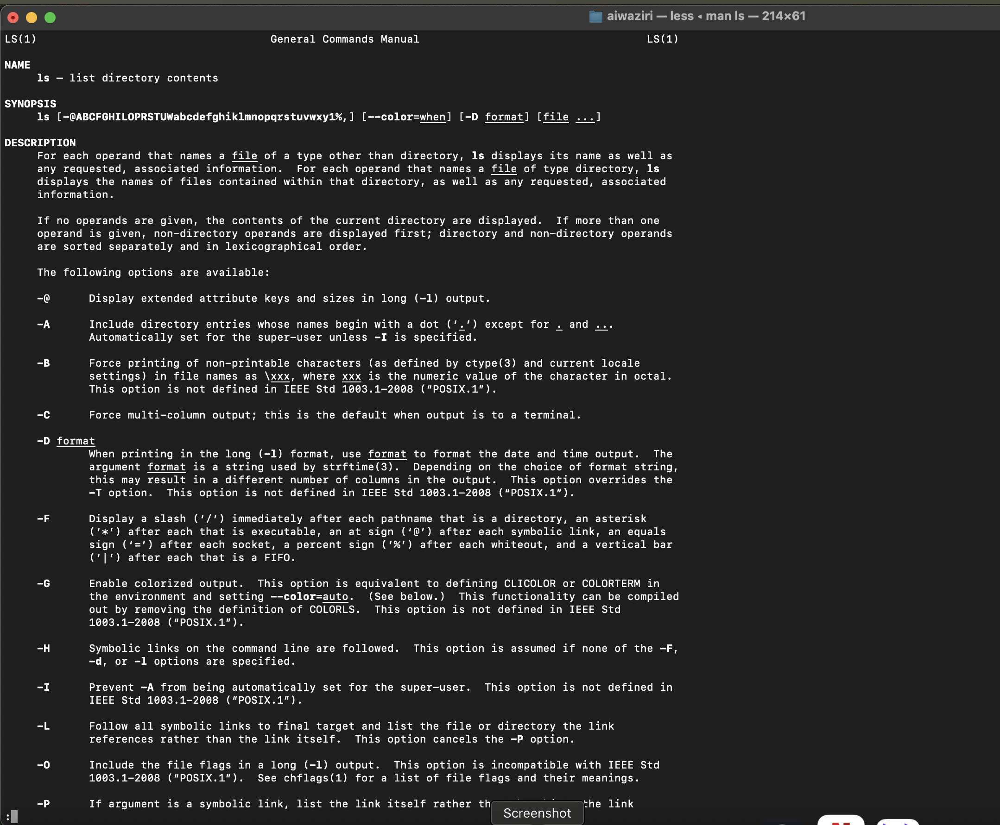 aiwaziri — less ◂ man ls — 214×61
LS(1) General Commands Manual LS(1)
NAME
ls – list directory contents
SYNOPSIS
ls [-@ABCFGHILOPRSTUWabcdefghiklmnopqrstuvwxy1%,] [--color=when] [-D format] [file ...]
DESCRIPTION
For each operand that names a file of a type other than directory, ls displays its name as well as
any requested, associated information.  For each operand that names a file of type directory, ls
displays the names of files contained within that directory, as well as any requested, associated
information.
If no operands are given, the contents of the current directory are displayed.  If more than one
operand is given, non-directory operands are displayed first; directory and non-directory operands
are sorted separately and in lexicographical order.
The following options are available:
-@ Display extended attribute keys and sizes in long (-l) output.
-A Include directory entries whose names begin with a dot (‘.’) except for . and ...
Automatically set for the super-user unless -I is specified.
-B Force printing of non-printable characters (as defined by ctype(3) and current locale
settings) in file names as \xxx, where xxx is the numeric value of the character in octal.
This option is not defined in IEEE Std 1003.1-2008 (“POSIX.1”).
-C Force multi-column output; this is the default when output is to a terminal.
-D format
When printing in the long (-l) format, use format to format the date and time output.  The
argument format is a string used by strftime(3).  Depending on the choice of format string,
this may result in a different number of columns in the output.  This option overrides the
-T option.  This option is not defined in IEEE Std 1003.1-2008 (“POSIX.1”).
-F Display a slash (‘/’) immediately after each pathname that is a directory, an asterisk
(‘*’) after each that is executable, an at sign (‘@’) after each symbolic link, an equals
sign (‘=’) after each socket, a percent sign (‘%’) after each whiteout, and a vertical bar
(‘|’) after each that is a FIFO.
-G Enable colorized output.  This option is equivalent to defining CLICOLOR or COLORTERM in
the environment and setting --color=auto.  (See below.)  This functionality can be compiled
out by removing the definition of COLORLS.  This option is not defined in IEEE Std
1003.1-2008 (“POSIX.1”).
-H Symbolic links on the command line are followed.  This option is assumed if none of the -F,
-d, or -l options are specified.
-I Prevent -A from being automatically set for the super-user.  This option is not defined in
IEEE Std 1003.1-2008 (“POSIX.1”).
-L Follow all symbolic links to final target and list the file or directory the link
references rather than the link itself.  This option cancels the -P option.
-O Include the file flags in a long (-l) output.  This option is incompatible with IEEE Std
1003.1-2008 (“POSIX.1”).  See chflags(1) for a list of file flags and their meanings.
-P If argument is a symbolic link, list the link itself rather the link
:
Screenshot